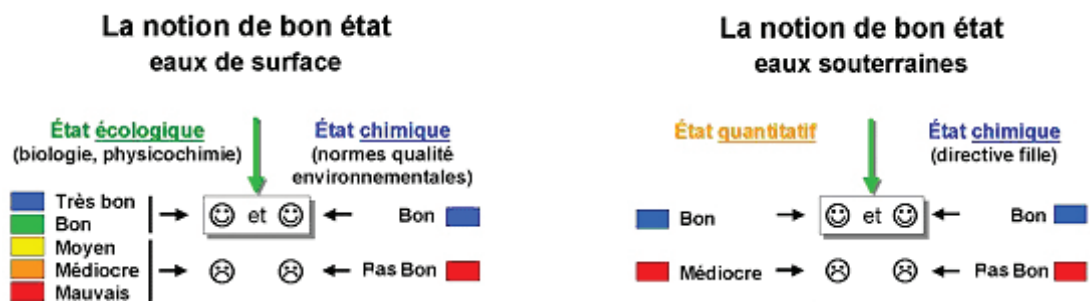 La notion de bon état
eaux de surface
État écologique
(biologie, physicochimie)
État chimique
(normes qualité
environnementales)
Très bon
Bon
Moyen
Médiocre
Mauvais
et
Bon
Pas Bon
La notion de bon état
eaux souterraines
État quantitatif
État chimique
(directive fille)
Bon
Médiocre
et
Bon
Pas Bon